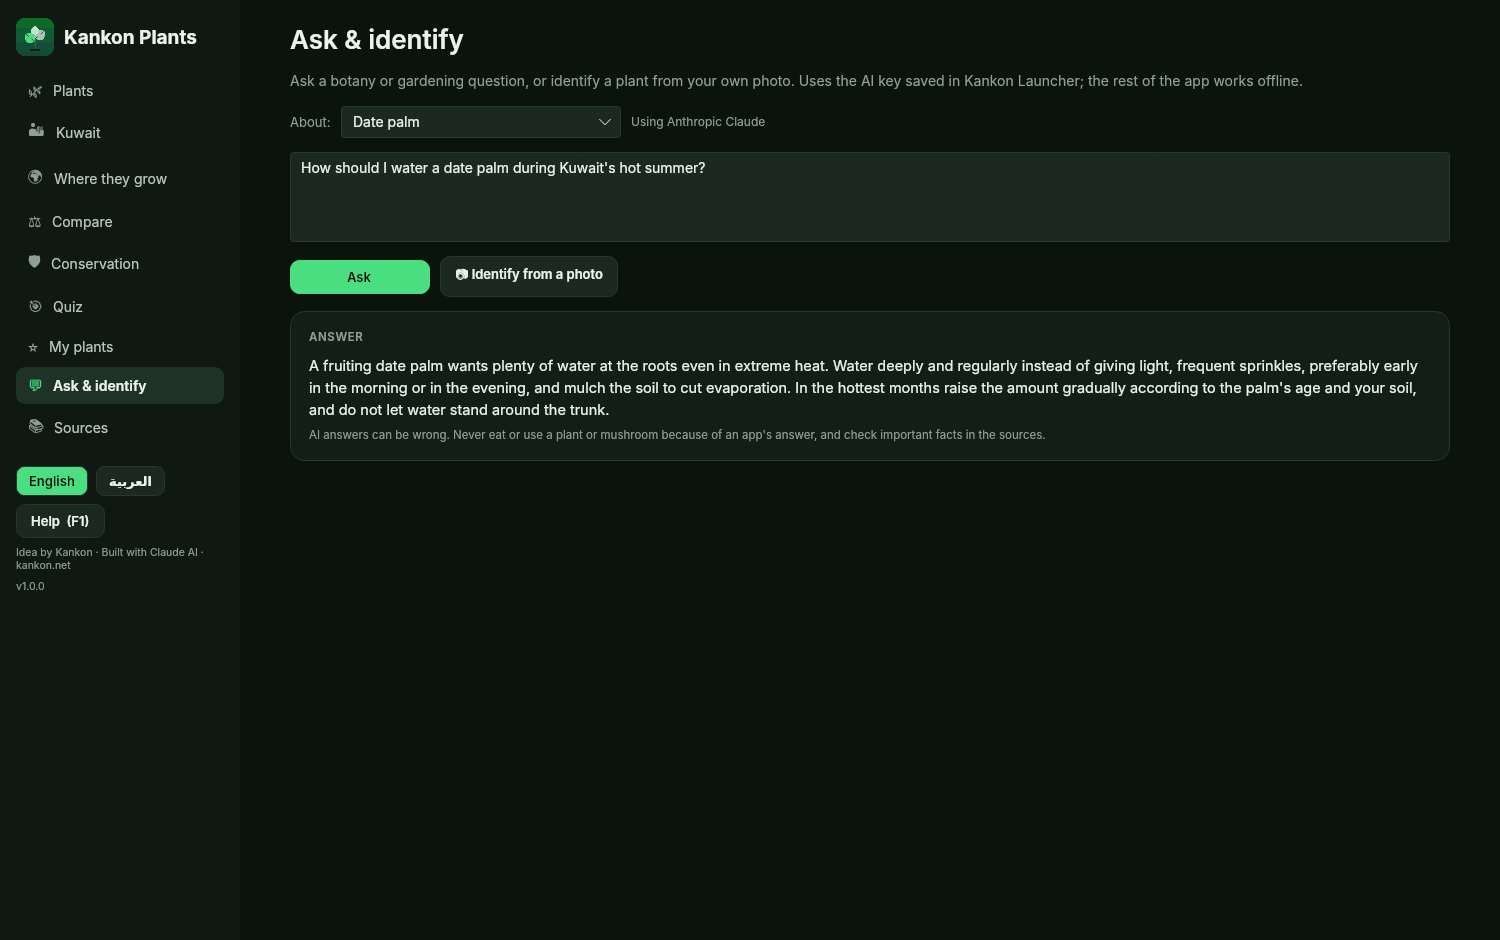 Kankon Plants
Plants
Kuwait
Where they grow
Compare
Conservation
Quiz
My plants
Ask & identify
Sources
English
العربية
Help (F1)
Idea by Kankon · Built with Claude AI ·
kankon.net
v1.0.0
Ask & identify
Ask a botany or gardening question, or identify a plant from your own photo. Uses the AI key saved in Kankon Launcher; the rest of the app works offline.
About:
Date palm
Using Anthropic Claude
How should I water a date palm during Kuwait's hot summer?
Ask
Identify from a photo
ANSWER
A fruiting date palm wants plenty of water at the roots even in extreme heat. Water deeply and regularly instead of giving light, frequent sprinkles, preferably early
in the morning or in the evening, and mulch the soil to cut evaporation. In the hottest months raise the amount gradually according to the palm's age and your soil,
and do not let water stand around the trunk.
AI answers can be wrong. Never eat or use a plant or mushroom because of an app's answer, and check important facts in the sources.